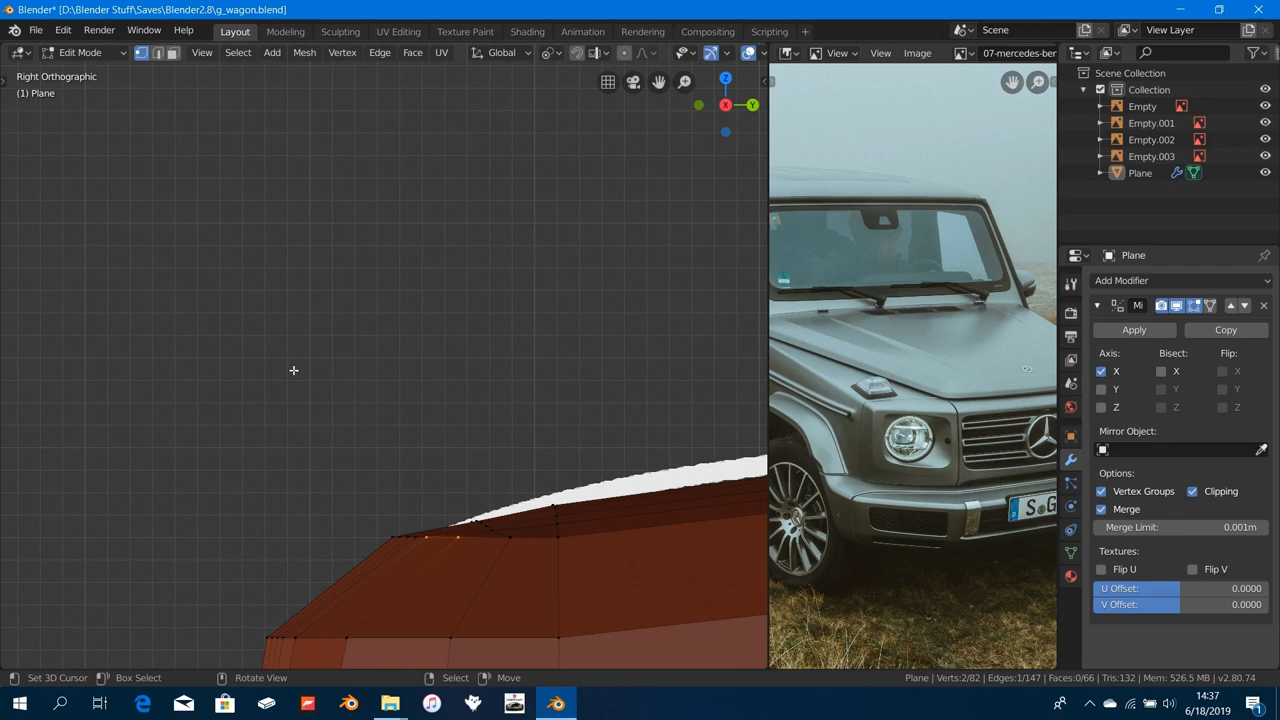 Blender* [D:\Blender Stuff\Saves\Blender2.8\g_wagon.blend]
File Edit Render Window Help Layout Modeling Sculpting UV Editing Texture Paint Shading Animation Rendering Compositing Scripting + Scene View Layer
Edit Mode View Select Add Mesh Vertex Edge Face UV Global View View Image 07-mercedes-ber
Right Orthographic
(1) Plane
Z
X
Y
Scene Collection
Collection
Empty
Empty.001
Empty.002
Empty.003
Plane
Plane
Add Modifier
Mi
Apply Copy
Axis: Bisect: Flip:
X X X
Y Y Y
Z Z Z
Mirror Object:
Options:
Vertex Groups Clipping
Merge
Merge Limit: 0.001m
Textures:
Flip U Flip V
U Offset: 0.0000
V Offset: 0.0000
Set 3D Cursor Box Select Rotate View Select Move Plane | Verts:2/82 | Edges:1/147 | Faces:0/66 | Tris:132 | Mem: 526.5 MB | v2.80.74
14:37
6/18/2019
1